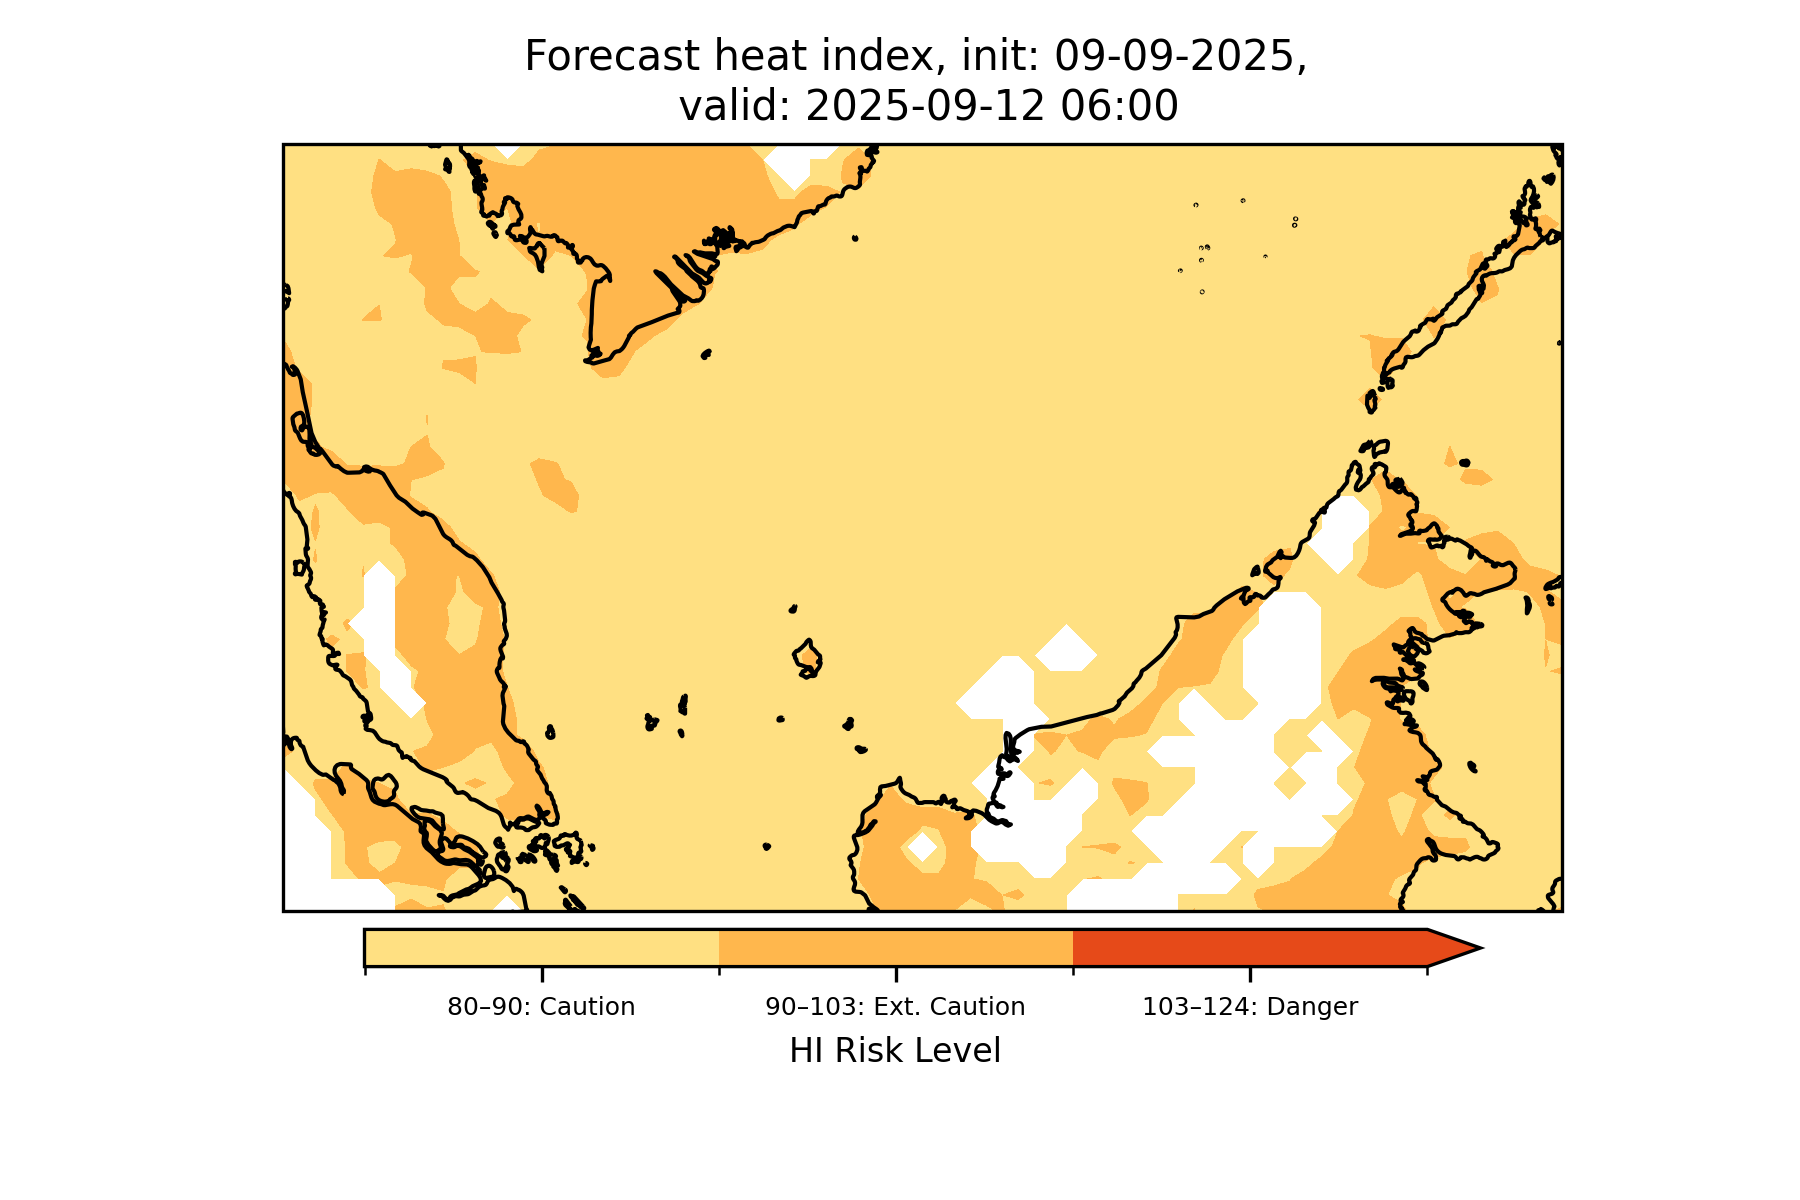 Forecast heat index, init: 09-09-2025,
valid: 2025-09-12 06:00
80–90: Caution
90–103: Ext. Caution
103–124: Danger
HI Risk Level